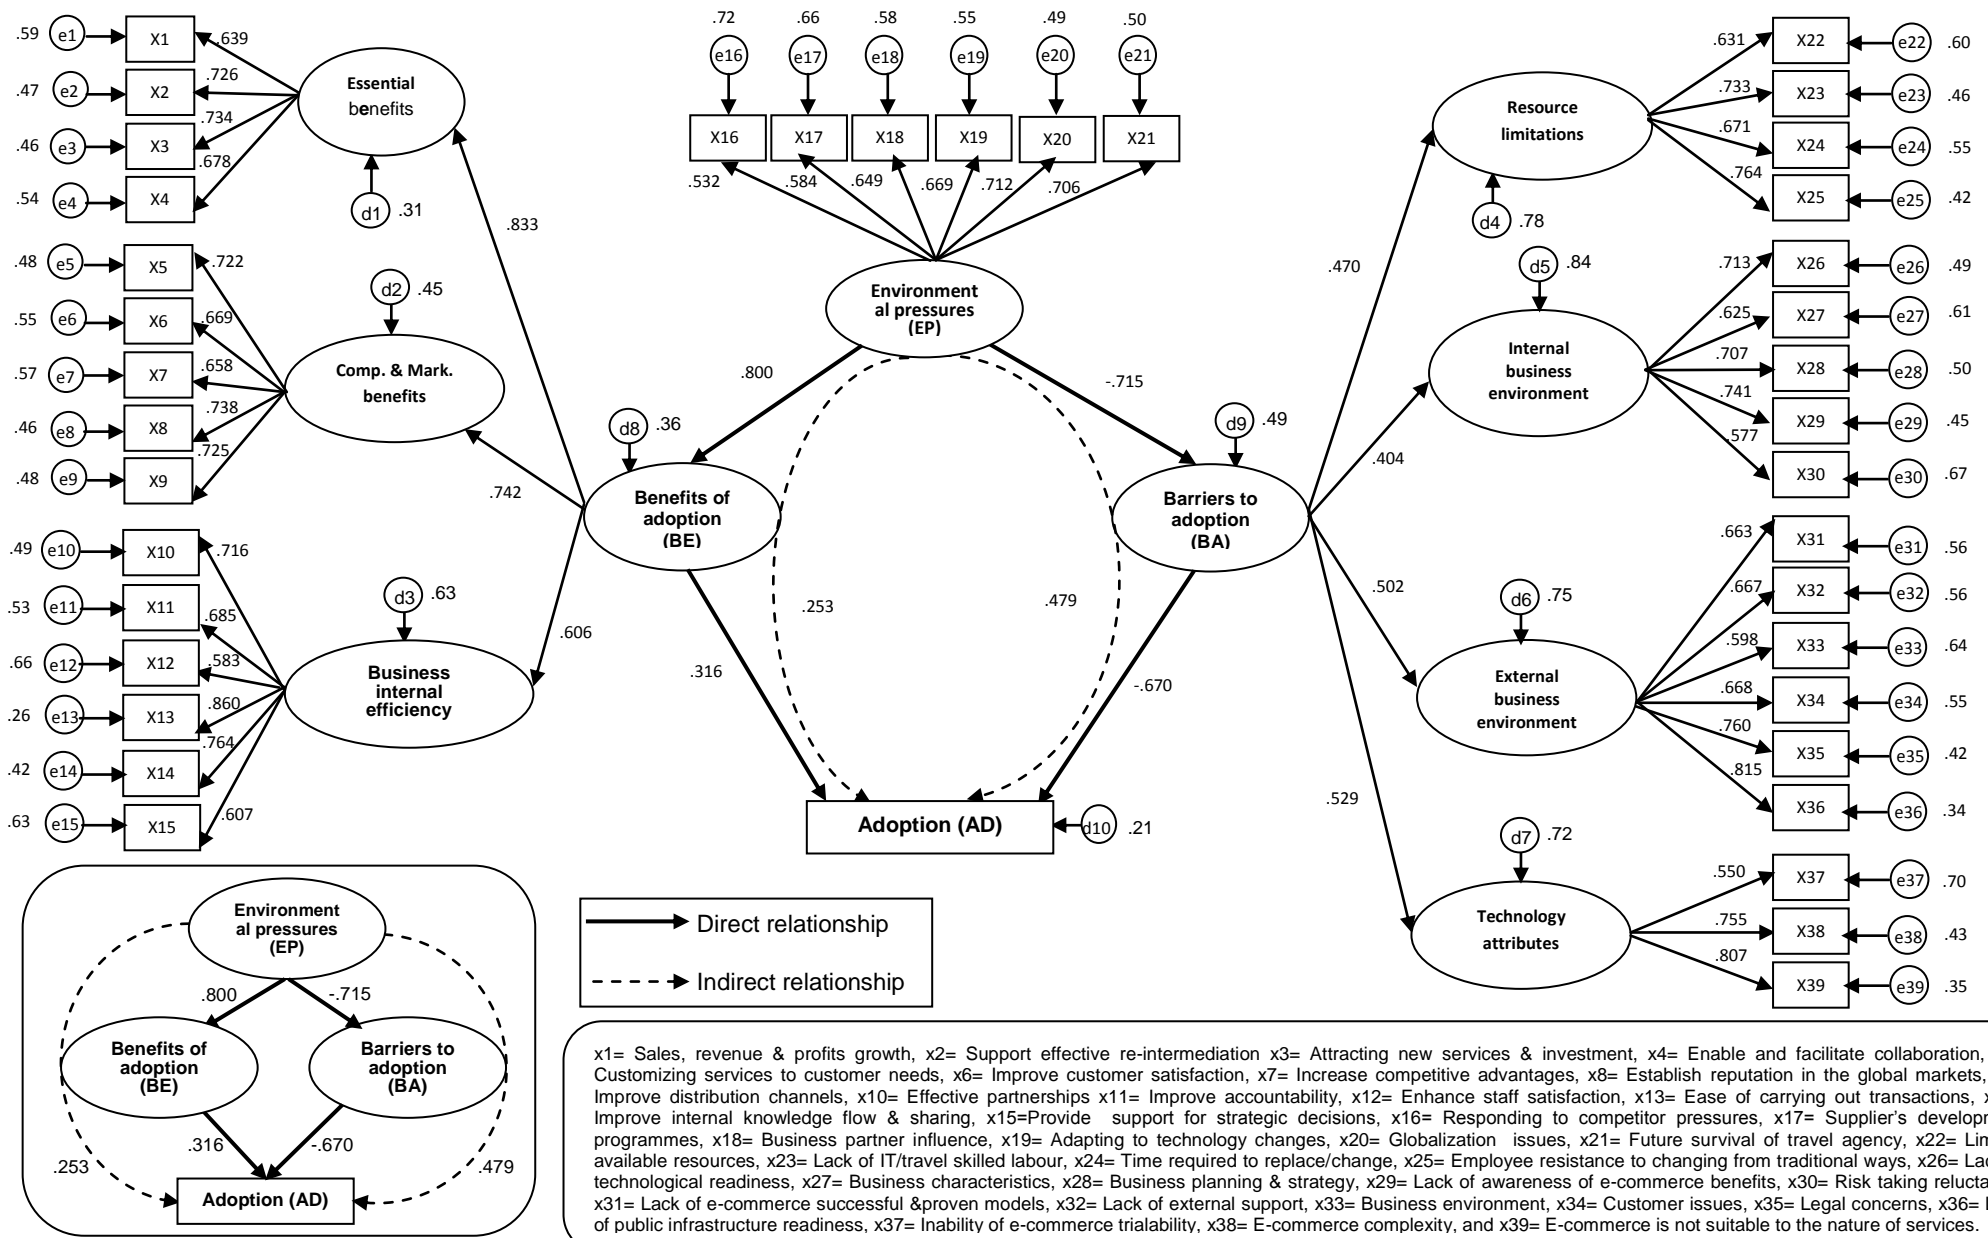 .59 e1 X1 .639
.47 e2 X2 .726
.46 e3 X3 .734
.54 e4 X4 .678
Essential
benefits
d1 .31
.48 e5 X5 .722
.55 e6 X6 .669
.57 e7 X7 .658
.46 e8 X8 .738
.48 e9 X9 .725
d2 .45
Comp. & Mark.
benefits
.49 e10 X10 .716
.53 e11 X11 .685
.66 e12 X12 .583
.26 e13 X13 .860
.42 e14 X14 .764
.63 e15 X15 .607
d3 .63
Business
internal
efficiency
.833
.742
.606
.72 .66 .58 .55 .49 .50
e16 e17 e18 e19 e20 e21
X16 X17 X18 X19 X20 X21
.532 .584 .649 .669 .712 .706
Environment
al pressures
(EP)
.800 -.715
d8 .36
Benefits of
adoption
(BE)
d9 .49
Barriers to
adoption
(BA)
.253 .479
.316 -.670
Adoption (AD) d10 .21
.470
.404
.502
.529
Resource
limitations
d4 .78
.631 X22 e22 .60
.733 X23 e23 .46
.671 X24 e24 .55
.764 X25 e25 .42
d5 .84
Internal
business
environment
.713 X26 e26 .49
.625 X27 e27 .61
.707 X28 e28 .50
.741 X29 e29 .45
.577 X30 e30 .67
d6 .75
External
business
environment
.663 X31 e31 .56
.667 X32 e32 .56
.598 X33 e33 .64
.668 X34 e34 .55
.760 X35 e35 .42
.815 X36 e36 .34
d7 .72
Technology
attributes
.550 X37 e37 .70
.755 X38 e38 .43
.807 X39 e39 .35
Environment
al pressures
(EP)
.800 -.715
Benefits of
adoption
(BE)
Barriers to
adoption
(BA)
.316 -.670
.253 .479
Adoption (AD)
Direct relationship
Indirect relationship
x1= Sales, revenue & profits growth, x2= Support effective re-intermediation x3= Attracting new services & investment, x4= Enable and facilitate collaboration,
Customizing services to customer needs, x6= Improve customer satisfaction, x7= Increase competitive advantages, x8= Establish reputation in the global markets,
Improve distribution channels, x10= Effective partnerships x11= Improve accountability, x12= Enhance staff satisfaction, x13= Ease of carrying out transactions,
Improve internal knowledge flow & sharing, x15=Provide support for strategic decisions, x16= Responding to competitor pressures, x17= Supplier's
programmes, x18= Business partner influence, x19= Adapting to technology changes, x20= Globalization issues, x21= Future survival of travel agency, x22=
available resources, x23= Lack of IT/travel skilled labour, x24= Time required to replace/change, x25= Employee resistance to changing from traditional ways, x26=
technological readiness, x27= Business characteristics, x28= Business planning & strategy, x29= Lack of awareness of e-commerce benefits, x30= Risk taking
x31= Lack of e-commerce successful &proven models, x32= Lack of external support, x33= Business environment, x34= Customer issues, x35= Legal concerns, x36=
of public infrastructure readiness, x37= Inability of e-commerce trialability, x38= E-commerce complexity, and x39= E-commerce is not suitable to the nature of services.